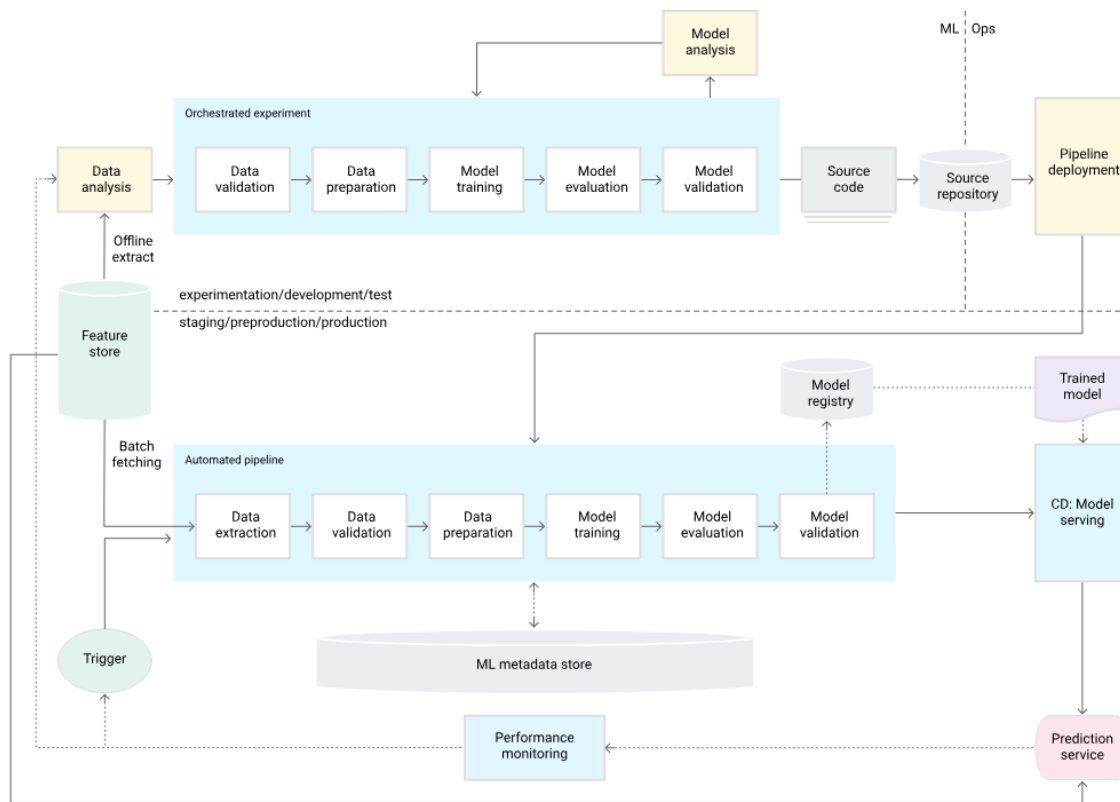 Model
analysis
ML
Ops
Orchestrated experiment
Data
analysis
Data
validation
Data
preparation
Model
training
Model
evaluation
Model
validation
Source
code
Source
repository
Pipeline
deployment
Offline
extract
experimentation/development/test
staging/preproduction/production
Feature
store
Model
registry
Trained
model
Batch
fetching
Automated pipeline
Data
extraction
Data
validation
Data
preparation
Model
training
Model
evaluation
Model
validation
CD: Model
serving
Trigger
ML metadata store
Performance
monitoring
Prediction
service